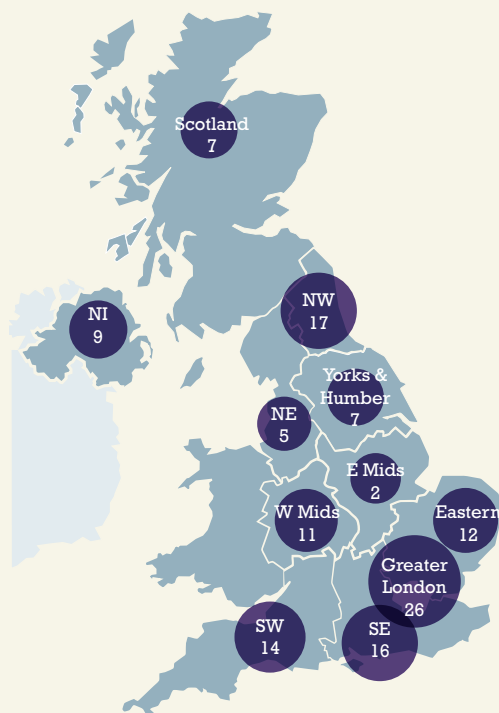 Scotland
7
NI
9
NW
17
Yorks &
Humber
7
NE
5
E Mids
2
W Mids
11
Eastern
12
Greater
London
26
SW
14
SE
16